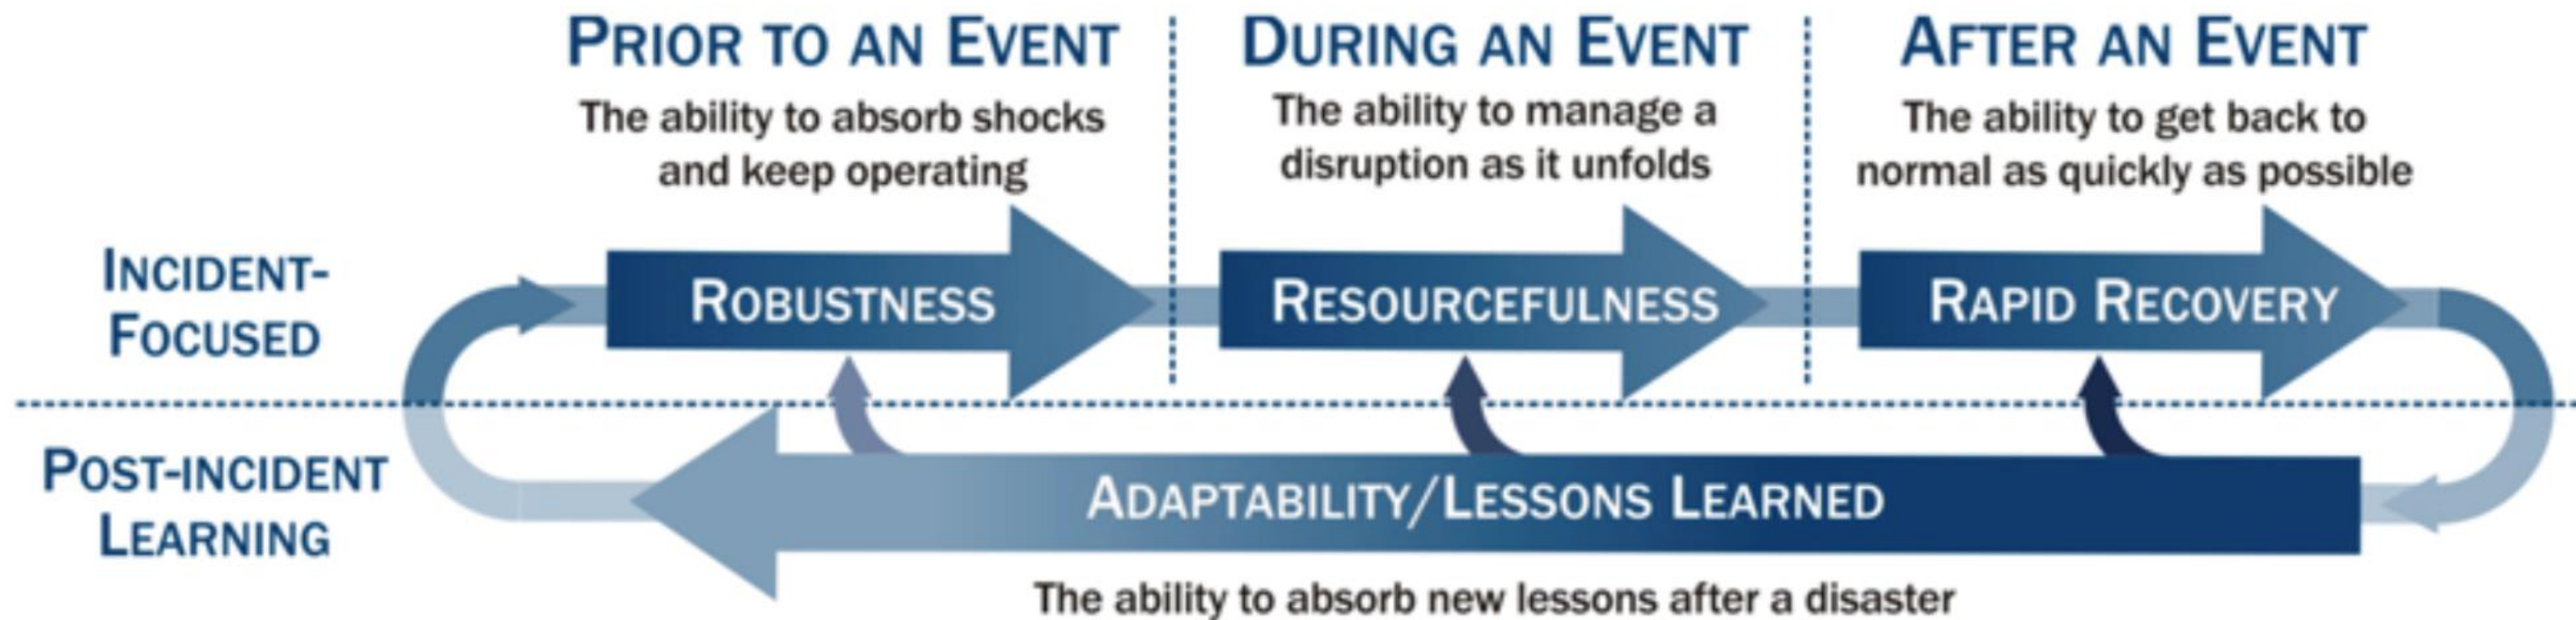 PRIOR TO AN EVENT
The ability to absorb shocks
and keep operating
DURING AN EVENT
The ability to manage a
disruption as it unfolds
AFTER AN EVENT
The ability to get back to
normal as quickly as possible
INCIDENT-
FOCUSED
ROBUSTNESS
RESOURCEFULNESS
RAPID RECOVERY
POST-INCIDENT
LEARNING
ADAPTABILITY/LESSONS LEARNED
The ability to absorb new lessons after a disaster